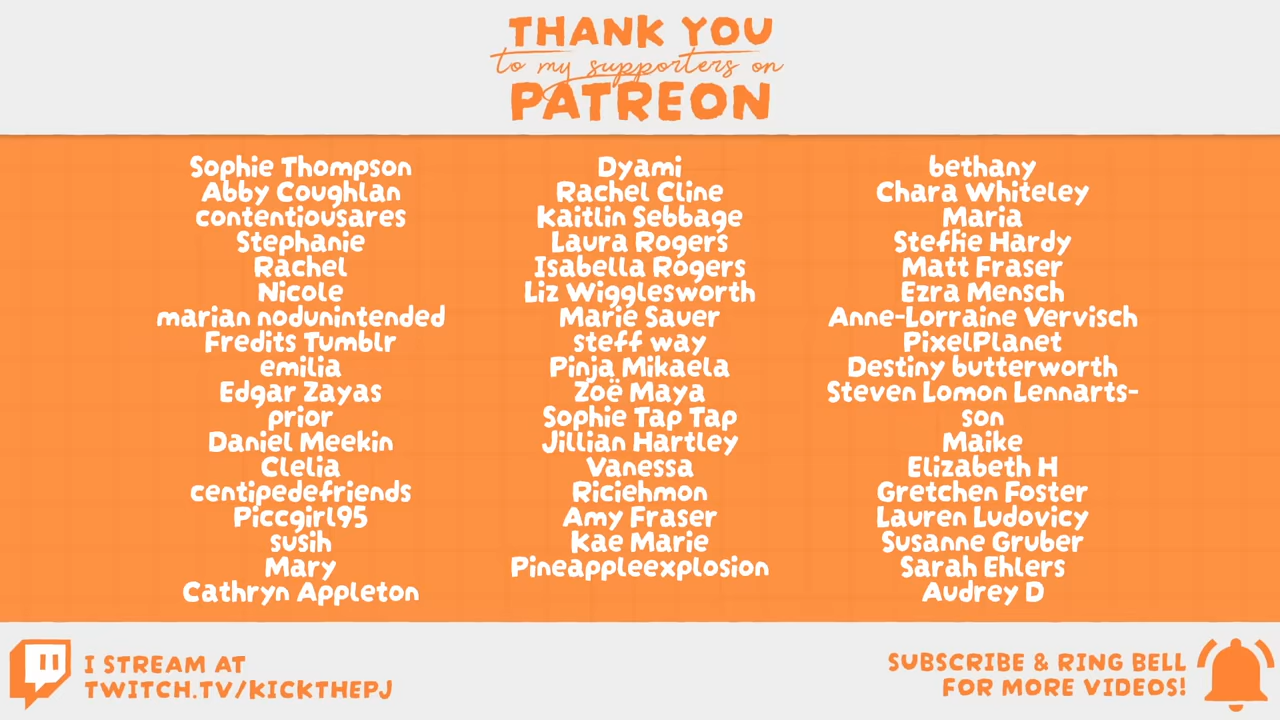 THANK YOU
to my supporters on
PATREON
Sophie Thompson
Abby Coughlan
contentiousares
Stephanie
Rachel
Nicole
marian nodunintended
Fredits Tumblr
emilia
Edgar Zayas
prior
Daniel Meekin
Clelia
centipedefriends
Piccgirl95
susih
Mary
Cathryn Appleton
Dyami
Rachel Cline
Kaitlin Sebbage
Laura Rogers
Isabella Rogers
Liz Wigglesworth
Marie Sauer
steff way
Pinja Mikaela
Zoë Maya
Sophie Tap Tap
Jillian Hartley
Vanessa
Riciehmon
Amy Fraser
Kae Marie
Pineappleexplosion
bethany
Chara Whiteley
Maria
Steffie Hardy
Matt Fraser
Ezra Mensch
Anne-Lorraine Vervisch
PixelPlanet
Destiny butterworth
Steven Lomon Lennarts-
son
Maike
Elizabeth H
Gretchen Foster
Lauren Ludovicy
Susanne Gruber
Sarah Ehlers
Audrey D
I STREAM AT
TWITCH.TV/KICKTHEPJ
SUBSCRIBE & RING BELL
FOR MORE VIDEOS!